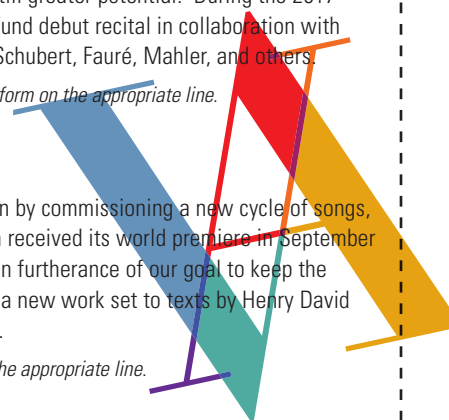 still greater potential. During the 2017
fund debut recital in collaboration with
Schubert, Fauré, Mahler, and others.
form on the appropriate line.
n by commissioning a new cycle of songs,
received its world premiere in September
n furtherance of our goal to keep the
a new work set to texts by Henry David
.
he appropriate line.